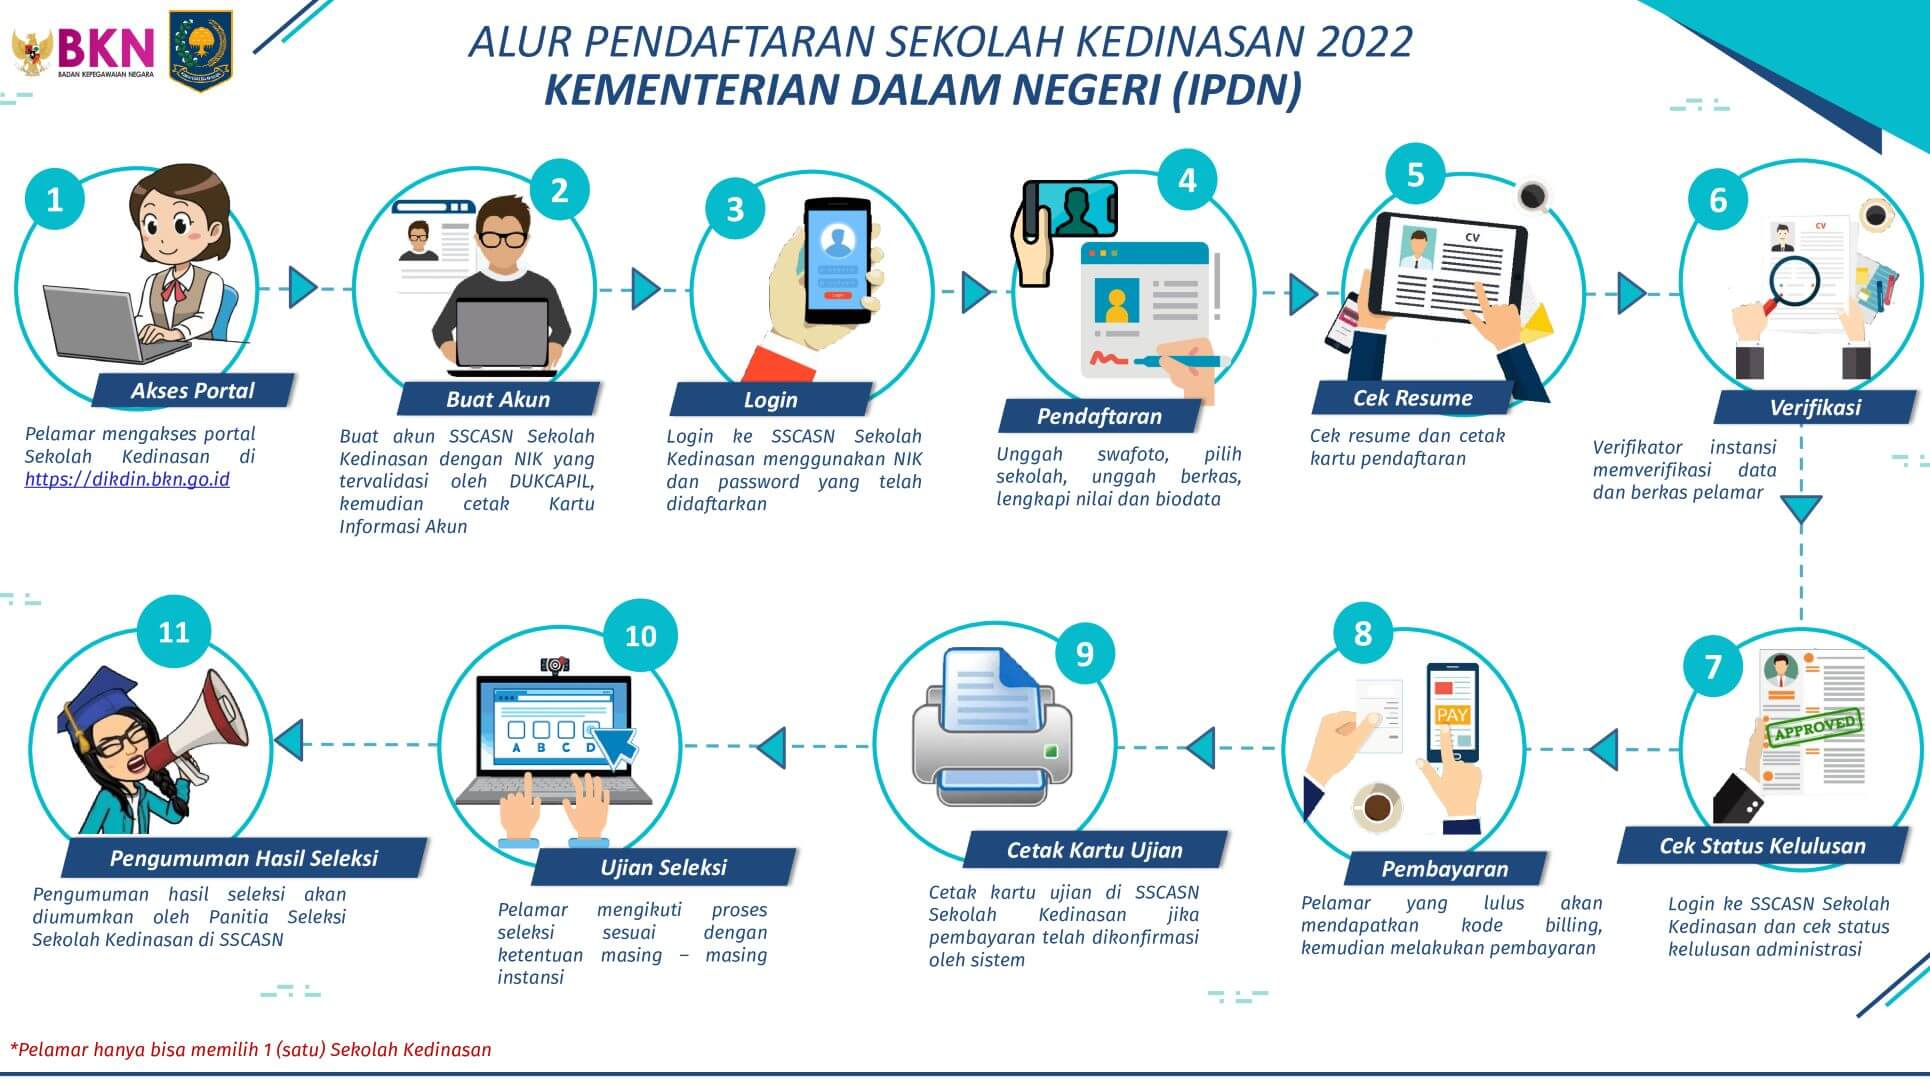 BKN
BADAN KEPEGAWAIAN NEGARA
ALUR PENDAFTARAN SEKOLAH KEDINASAN 2022
KEMENTERIAN DALAM NEGERI (IPDN)
1
Akses Portal
Pelamar mengakses portal
Sekolah Kedinasan di
https://dikdin.bkn.go.id
2
Buat Akun
Buat akun SSCASN Sekolah
Kedinasan dengan NIK yang
tervalidasi oleh DUKCAPIL,
kemudian cetak Kartu
Informasi Akun
3
Login
Login ke SSCASN Sekolah
Kedinasan menggunakan NIK
dan password yang telah
didaftarkan
4
Pendaftaran
Unggah swafoto, pilih
sekolah, unggah berkas,
lengkapi nilai dan biodata
5
CV
Cek Resume
Cek resume dan cetak
kartu pendaftaran
6
CV
Verifikasi
Verifikator instansi
memverifikasi data
dan berkas pelamar
7
APPROVED
Cek Status Kelulusan
Login ke SSCASN Sekolah
Kedinasan dan cek status
kelulusan administrasi
8
PAY
Pembayaran
Pelamar yang lulus akan
mendapatkan kode billing,
kemudian melakukan pembayaran
9
Cetak Kartu Ujian
Cetak kartu ujian di SSCASN
Sekolah Kedinasan jika
pembayaran telah dikonfirmasi
oleh sistem
10
A B C D
Ujian Seleksi
Pelamar mengikuti proses
seleksi sesuai dengan
ketentuan masing – masing
instansi
11
Pengumuman Hasil Seleksi
Pengumuman hasil seleksi akan
diumumkan oleh Panitia Seleksi
Sekolah Kedinasan di SSCASN
*Pelamar hanya bisa memilih 1 (satu) Sekolah Kedinasan